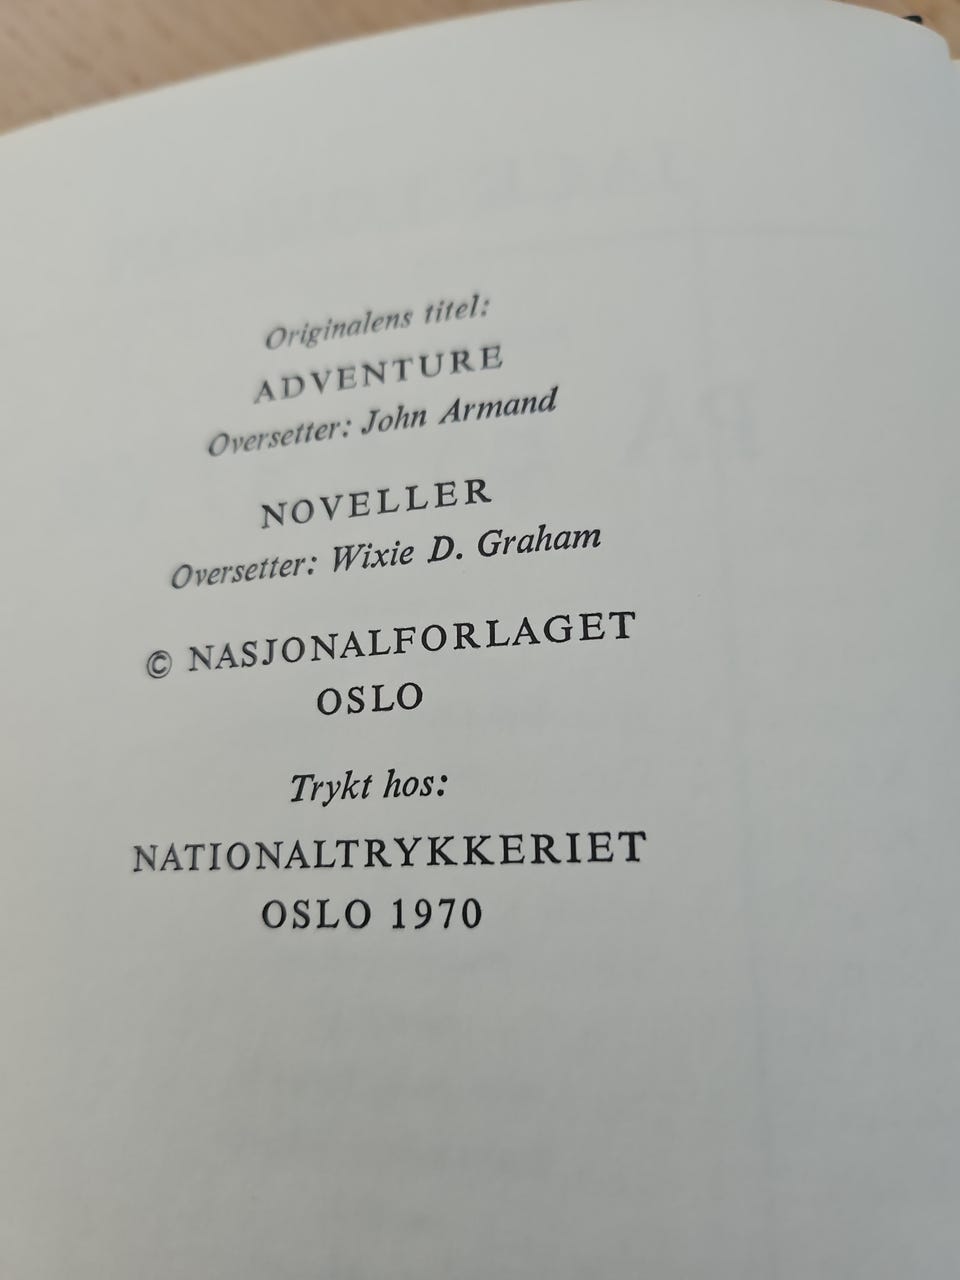 Originalens titel:
ADVENTURE
Oversetter: John Armand
NOVELLER
Oversetter: Wixie D. Graham
© NASJONALFORLAGET
OSLO
Trykt hos:
NATIONALTRYKKERIET
OSLO 1970